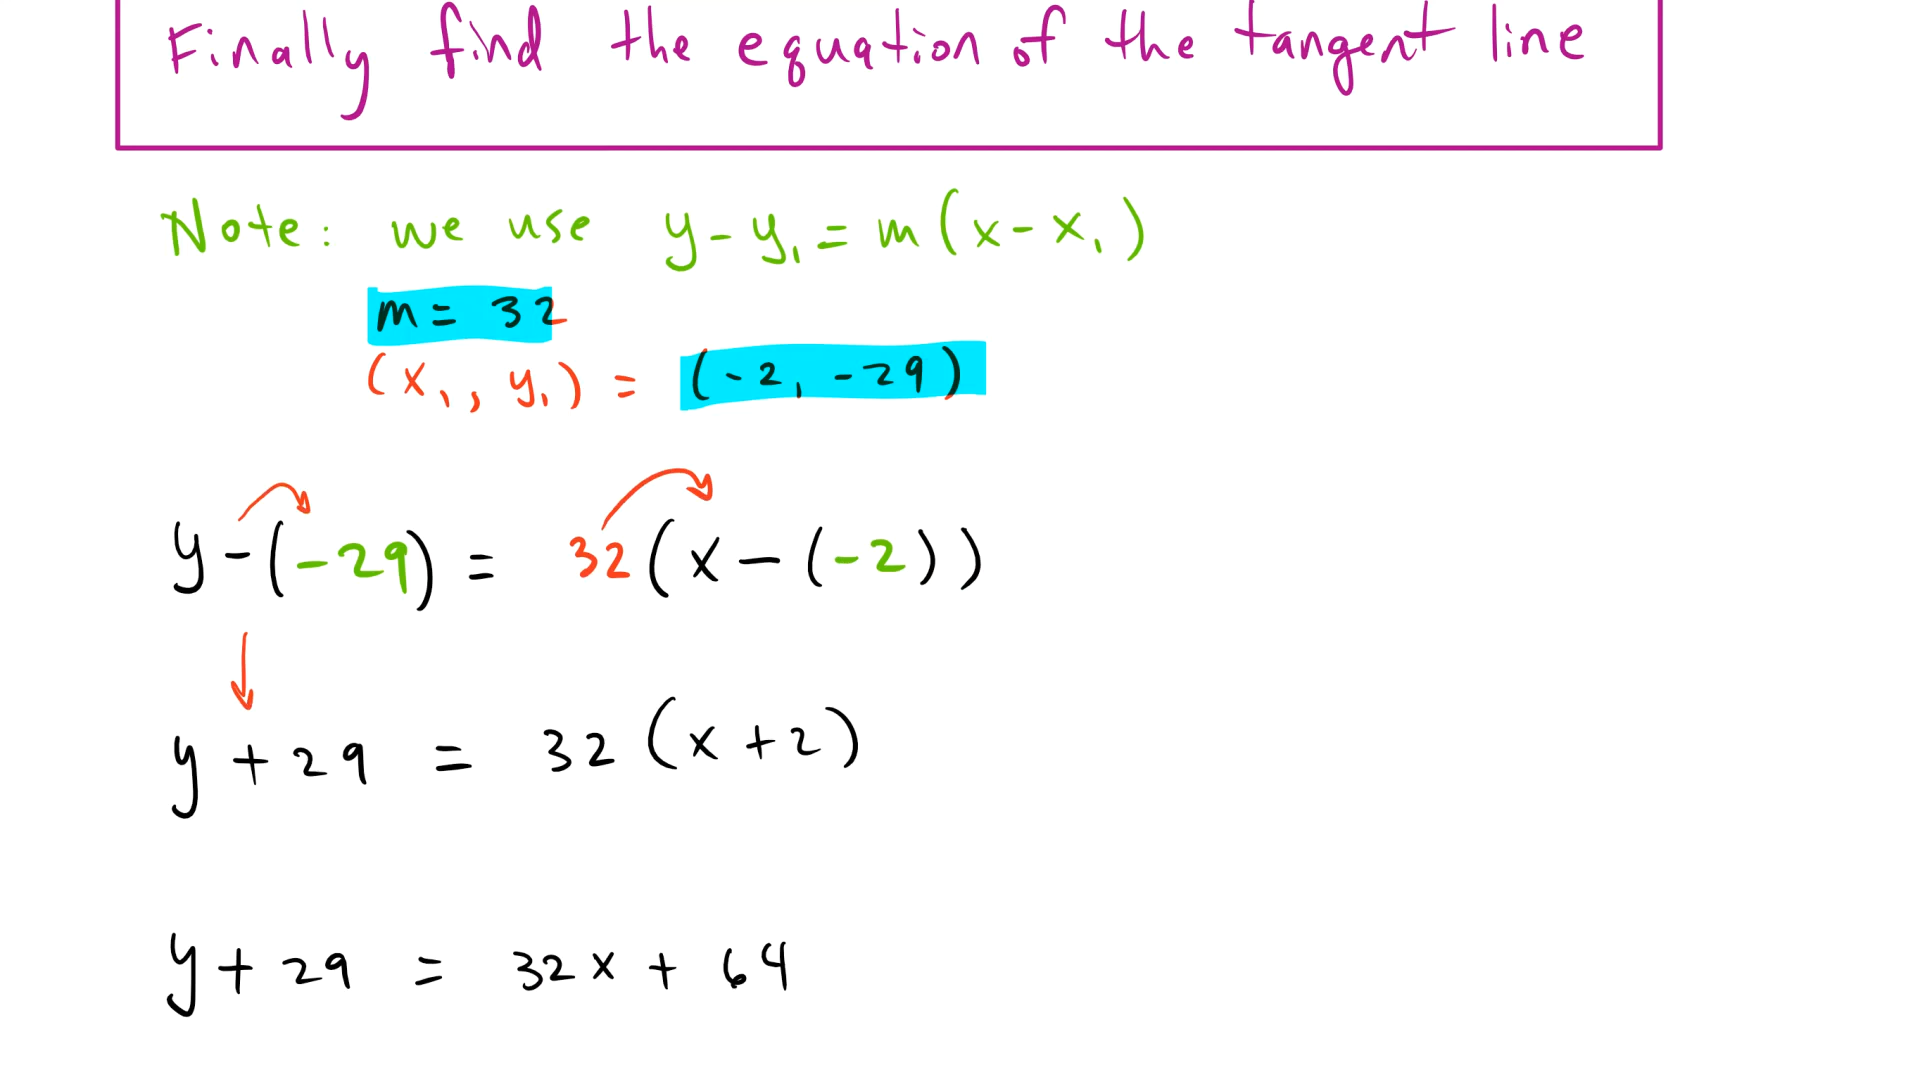 Finally find the equation of the tangent line
Note: we use y - y₁ = m(x - x₁)
m = 32
(x₁, y₁) = (-2, -29)
y - (-29) = 32(x - (-2))
y + 29 = 32(x + 2)
y + 29 = 32x + 64